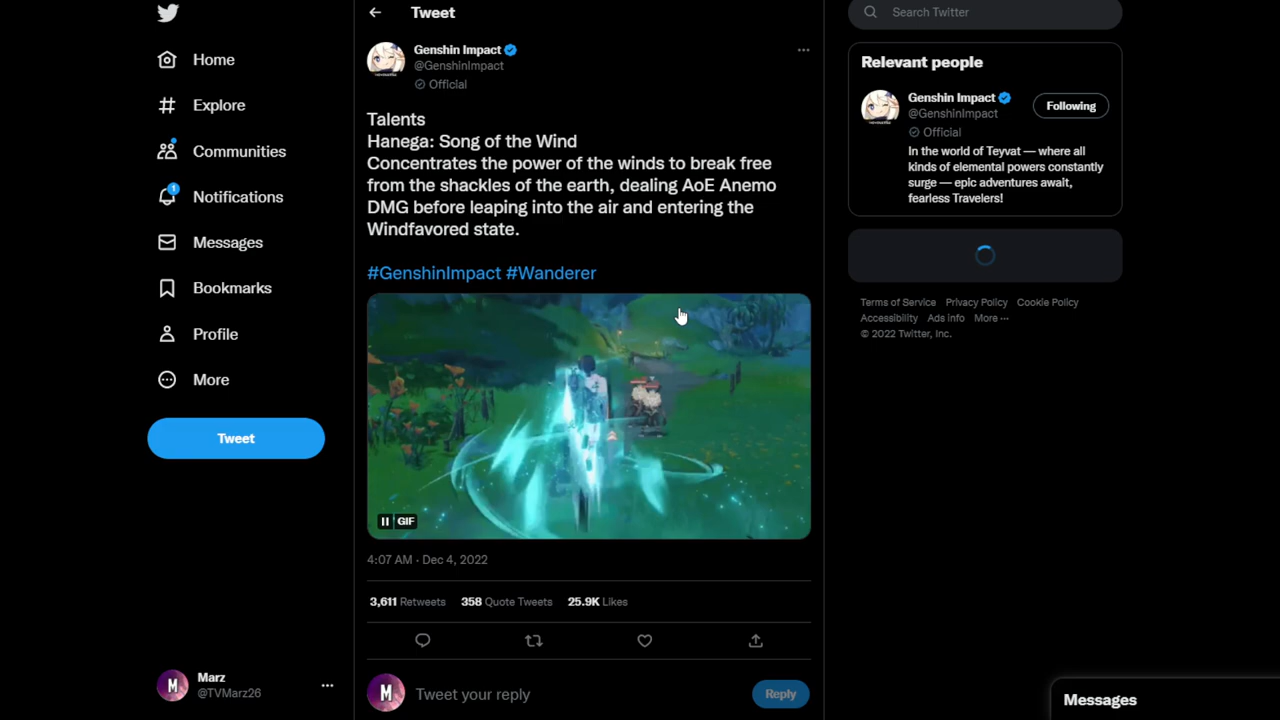 Home
Explore
Communities
1
Notifications
Messages
Bookmarks
Profile
More
Tweet
M
Marz
@TVMarz26
Tweet
Genshin Impact
@GenshinImpact
Official
Talents
Hanega: Song of the Wind
Concentrates the power of the winds to break free
from the shackles of the earth, dealing AoE Anemo
DMG before leaping into the air and entering the
Windfavored state.
#GenshinImpact #Wanderer
GIF
4:07 AM · Dec 4, 2022
3,611 Retweets 358 Quote Tweets 25.9K Likes
M
Tweet your reply
Reply
Search Twitter
Relevant people
Genshin Impact
@GenshinImpact
Official
Following
In the world of Teyvat — where all
kinds of elemental powers constantly
surge — epic adventures await,
fearless Travelers!
Terms of Service Privacy Policy Cookie Policy
Accessibility Ads info More ···
© 2022 Twitter, Inc.
Messages